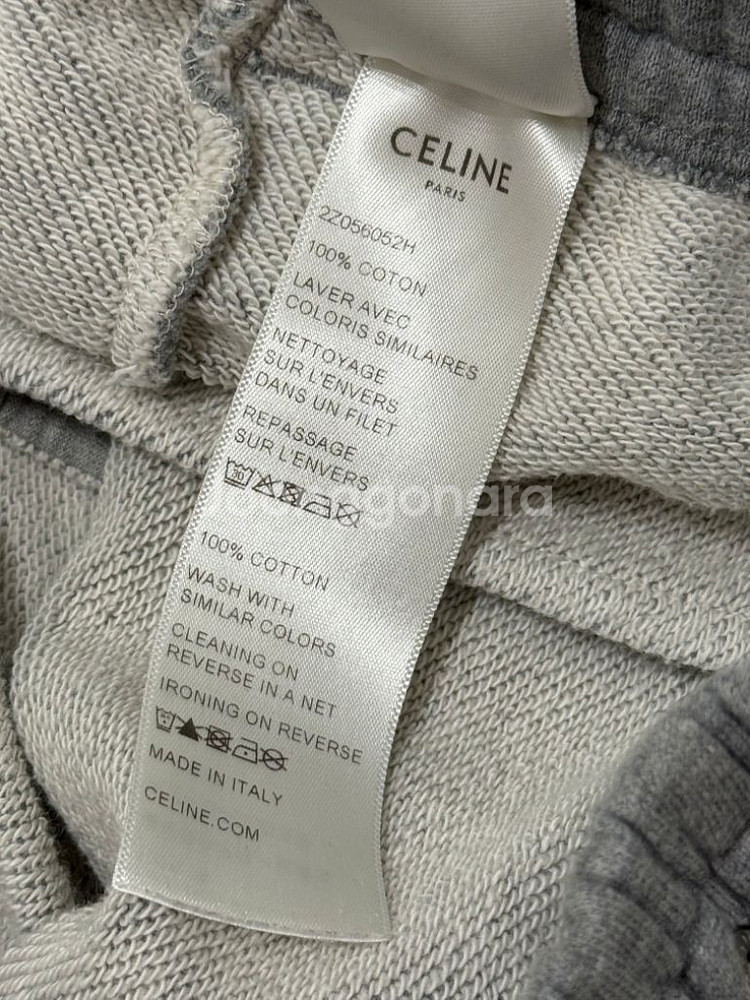 CELINE
PARIS
2Z056052H
100% COTON
LAVER AVEC
COLORIS SIMILAIRES
NETTOYAGE
SUR L'ENVERS
DANS UN FILET
REPASSAGE
SUR L'ENVERS
100% COTTON
WASH WITH
SIMILAR COLORS
CLEANING ON
REVERSE IN A NET
IRONING ON REVERSE
MADE IN ITALY
CELINE.COM